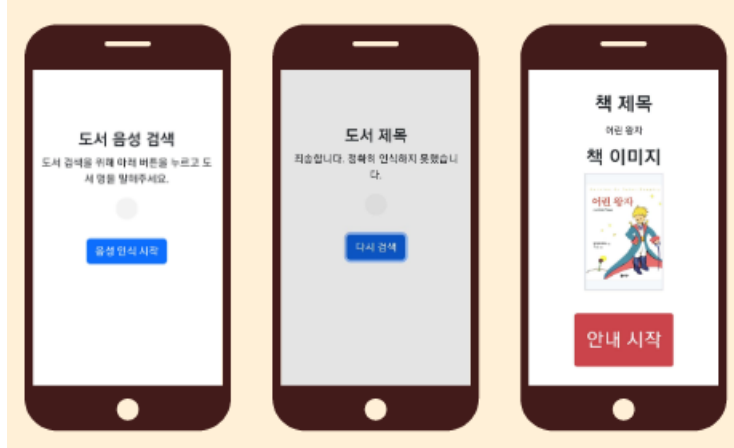 도서 음성 검색
도서 검색을 위해 아래 버튼을 누르고 도
서 명을 말해주세요.
음성 인식 시작
도서 제목
죄송합니다. 정확히 인식하지 못했습니
다.
다시 검색
책 제목
어린 왕자
책 이미지
어린 왕자
안내 시작